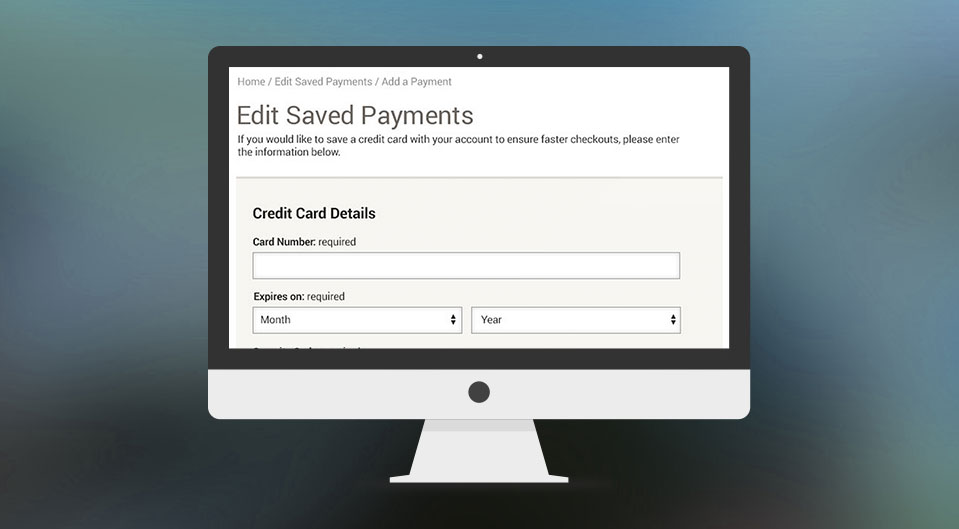 Home / Edit Saved Payments / Add a Payment
Edit Saved Payments
If you would like to save a credit card with your account to ensure faster checkouts, please enter
the information below.
Credit Card Details
Card Number: required
Expires on: required
Month
Year